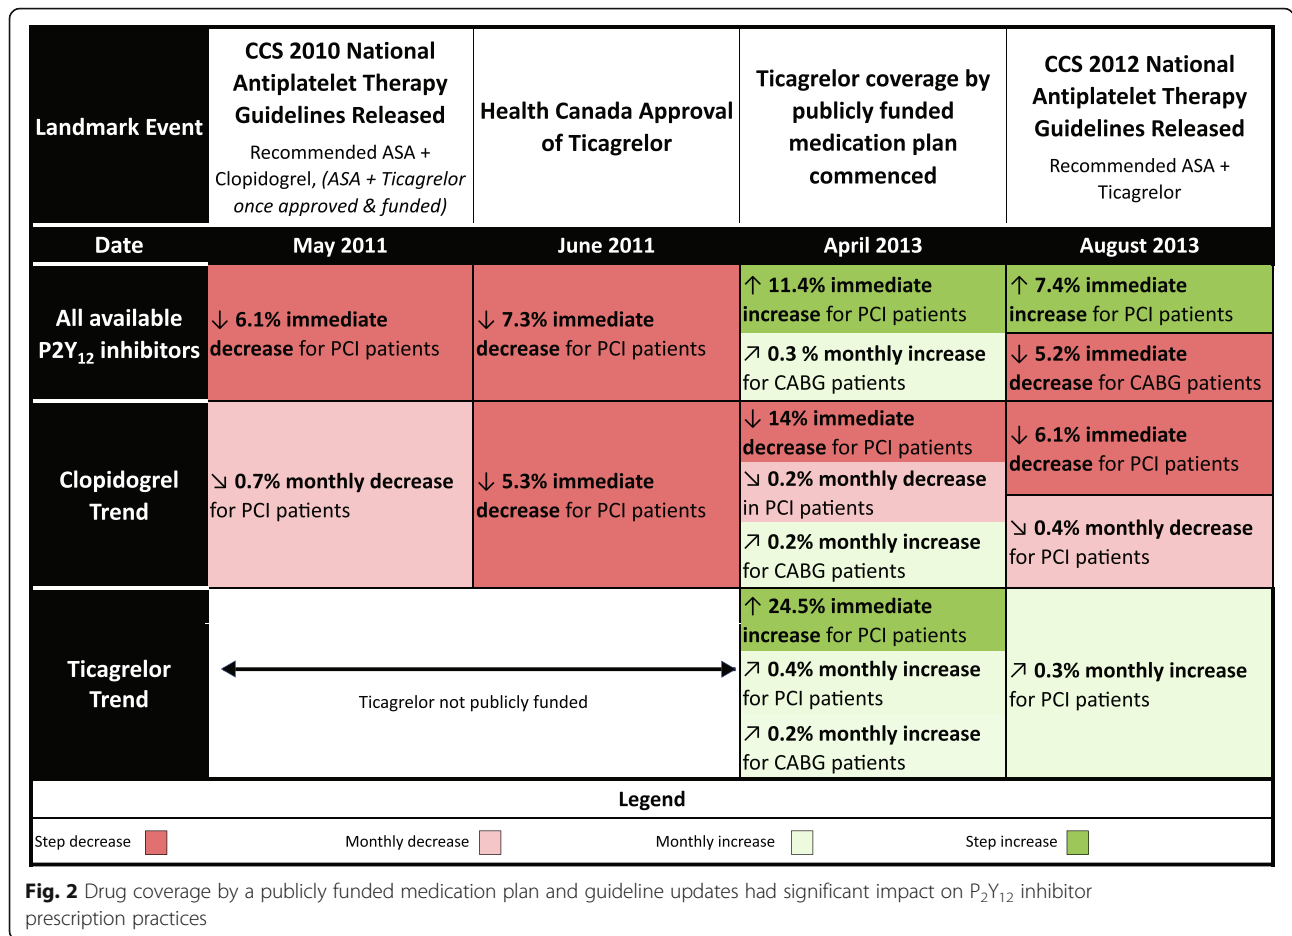 Landmark Event
CCS 2010 National
Antiplatelet Therapy
Guidelines Released
Recommended ASA +
Clopidogrel, (ASA + Ticagrelor
once approved & funded)
Health Canada Approval
of Ticagrelor
Ticagrelor coverage by
publicly funded
medication plan
commenced
CCS 2012 National
Antiplatelet Therapy
Guidelines Released
Recommended ASA +
Ticagrelor
Date
May 2011
June 2011
April 2013
August 2013
All available
P2Y₁₂ inhibitors
↓ 6.1% immediate
decrease for PCI patients
↓ 7.3% immediate
decrease for PCI patients
↑ 11.4% immediate
increase for PCI patients
↗ 0.3 % monthly increase
for CABG patients
↑ 7.4% immediate
increase for PCI patients
↓ 5.2% immediate
decrease for CABG patients
Clopidogrel
Trend
↘ 0.7% monthly decrease
for PCI patients
↓ 5.3% immediate
decrease for PCI patients
↓ 14% immediate
decrease for PCI patients
↘ 0.2% monthly decrease
in PCI patients
↗ 0.2% monthly increase
for CABG patients
↓ 6.1% immediate
decrease for PCI patients
↘ 0.4% monthly decrease
for PCI patients
Ticagrelor
Trend
Ticagrelor not publicly funded
↑ 24.5% immediate
increase for PCI patients
↗ 0.4% monthly increase
for PCI patients
↗ 0.2% monthly increase
for CABG patients
↗ 0.3% monthly increase
for PCI patients
Legend
Step decrease
Monthly decrease
Monthly increase
Step increase
Fig. 2 Drug coverage by a publicly funded medication plan and guideline updates had significant impact on P₂Y₁₂ inhibitor
prescription practices